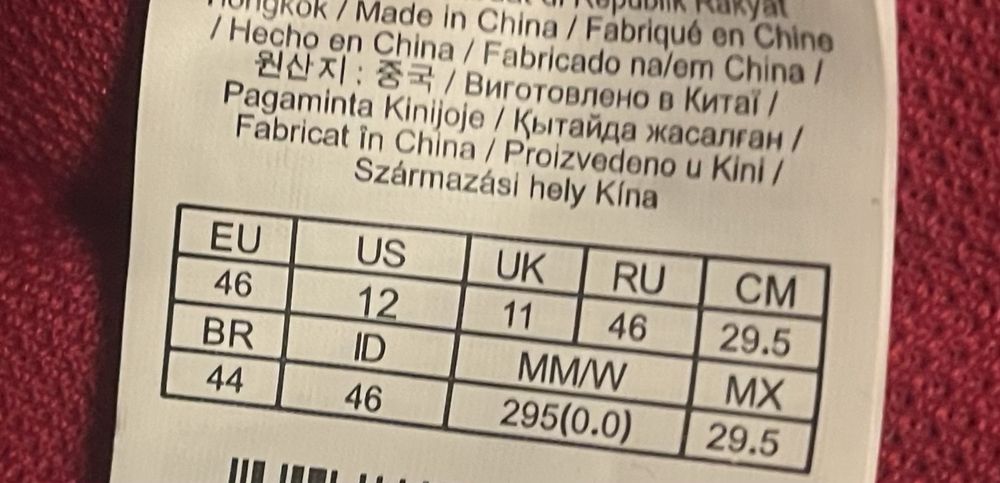 Republik Rakyat
Hongkok / Made in China / Fabriqué en Chine
/ Hecho en China / Fabricado na/em China /
원산지 : 중국 / Виготовлено в Китаї /
Pagaminta Kinijoje / Қытайда жасалған /
Fabricat în China / Proizvedeno u Kini /
Származási hely Kína
EU US UK RU CM
46 12 11 46 29.5
BR ID MM/W MX
44 46 295(0.0) 29.5